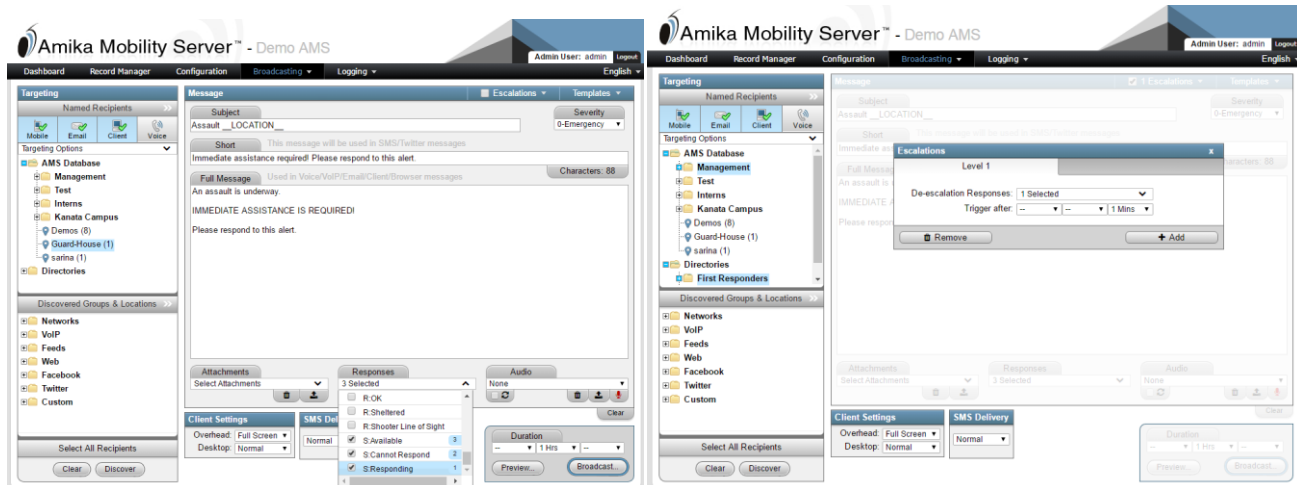 Amika Mobility Server™ - Demo AMS
Admin User: admin Logout
Dashboard Record Manager Configuration Broadcasting Logging English
Targeting
Named Recipients
Mobile Email Client Voice
Targeting Options
AMS Database
Management
Test
Interns
Kanata Campus
Demos (8)
Guard-House (1)
sarina (1)
Directories
Discovered Groups & Locations
Networks
VoIP
Feeds
Web
Facebook
Twitter
Custom
Select All Recipients
Clear Discover
Message Escalations Templates
Subject Severity
Assault __LOCATION__ 0-Emergency
Short This message will be used in SMS/Twitter messages
Immediate assistance required! Please respond to this alert.
Full Message Used in Voice/VoIP/Email/Client/Browser messages Characters: 88
An assault is underway.
IMMEDIATE ASSISTANCE IS REQUIRED!
Please respond to this alert.
Attachments Responses Audio
Select Attachments 3 Selected None
R:OK
R:Sheltered
R:Shooter Line of Sight
S:Available 3
S:Cannot Respond 2
S:Responding 1
Clear
Client Settings SMS Del
Overhead: Full Screen
Desktop: Normal
Normal
Duration
-- 1 Hrs --
Preview... Broadcast...
Amika Mobility Server™ - Demo AMS
Admin User: admin Logout
Dashboard Record Manager Configuration Broadcasting Logging English
Targeting
Named Recipients
Mobile Email Client Voice
Targeting Options
AMS Database
Management
Test
Interns
Kanata Campus
Demos (8)
Guard-House (1)
sarina (1)
Directories
First Responders
Discovered Groups & Locations
Networks
VoIP
Feeds
Web
Facebook
Twitter
Custom
Select All Recipients
Clear Discover
Message 1 Escalations Templates
Subject Severity
Assault __LOCATION__ 0-Emergency
Short This message will be used in SMS/Twitter messages
Immediate as
Full Messag
haracters: 88
An assault is u
IMMEDIATE A
Please respon
Escalations x
Level 1
De-escalation Responses: 1 Selected
Trigger after: -- -- 1 Mins
Remove + Add
Attachments Responses Audio
Select Attachments 3 Selected None
Clear
Client Settings SMS Delivery
Overhead: Full Screen
Desktop: Normal
Normal
Duration
-- 1 Hrs --
Preview... Broadcast...